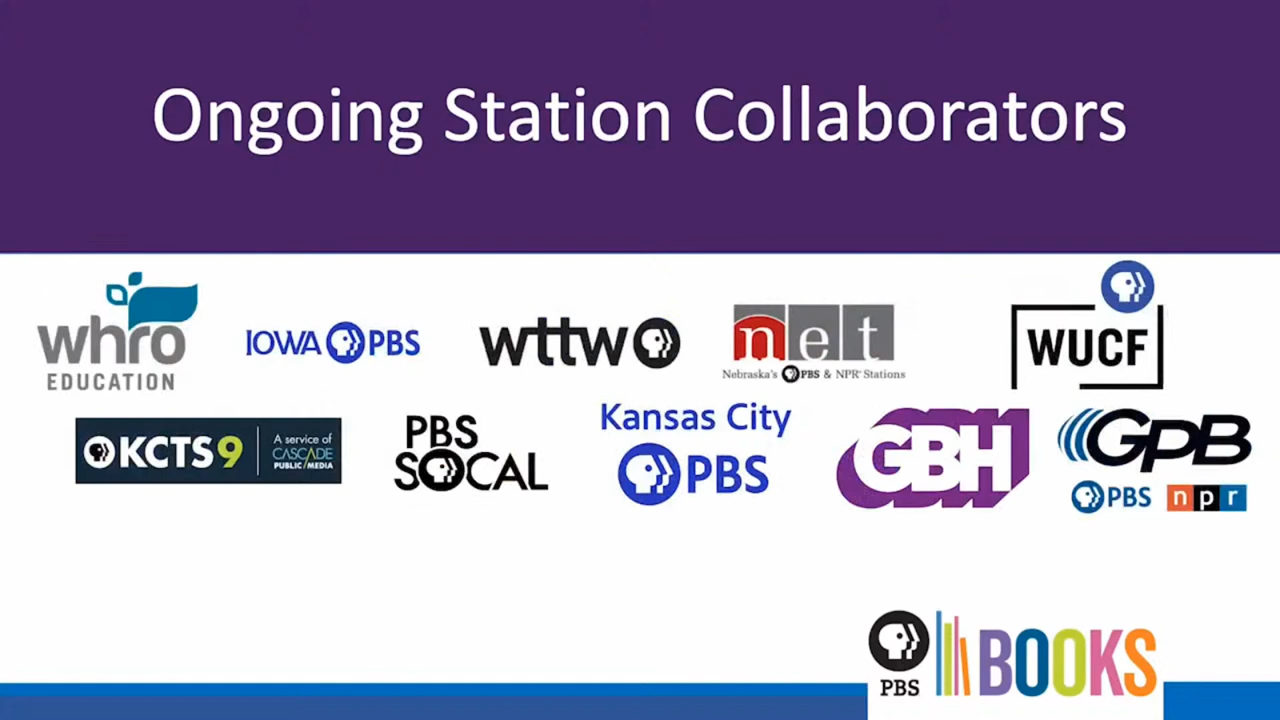 Ongoing Station Collaborators
whro
EDUCATION
IOWA PBS
wttw
net
Nebraska's PBS & NPR Stations
WUCF
KCTS9
A service of
CASCADE
PUBLIC/MEDIA
PBS
SOCAL
Kansas City
PBS
GBH
GPB
PBS npr
PBS
BOOKS